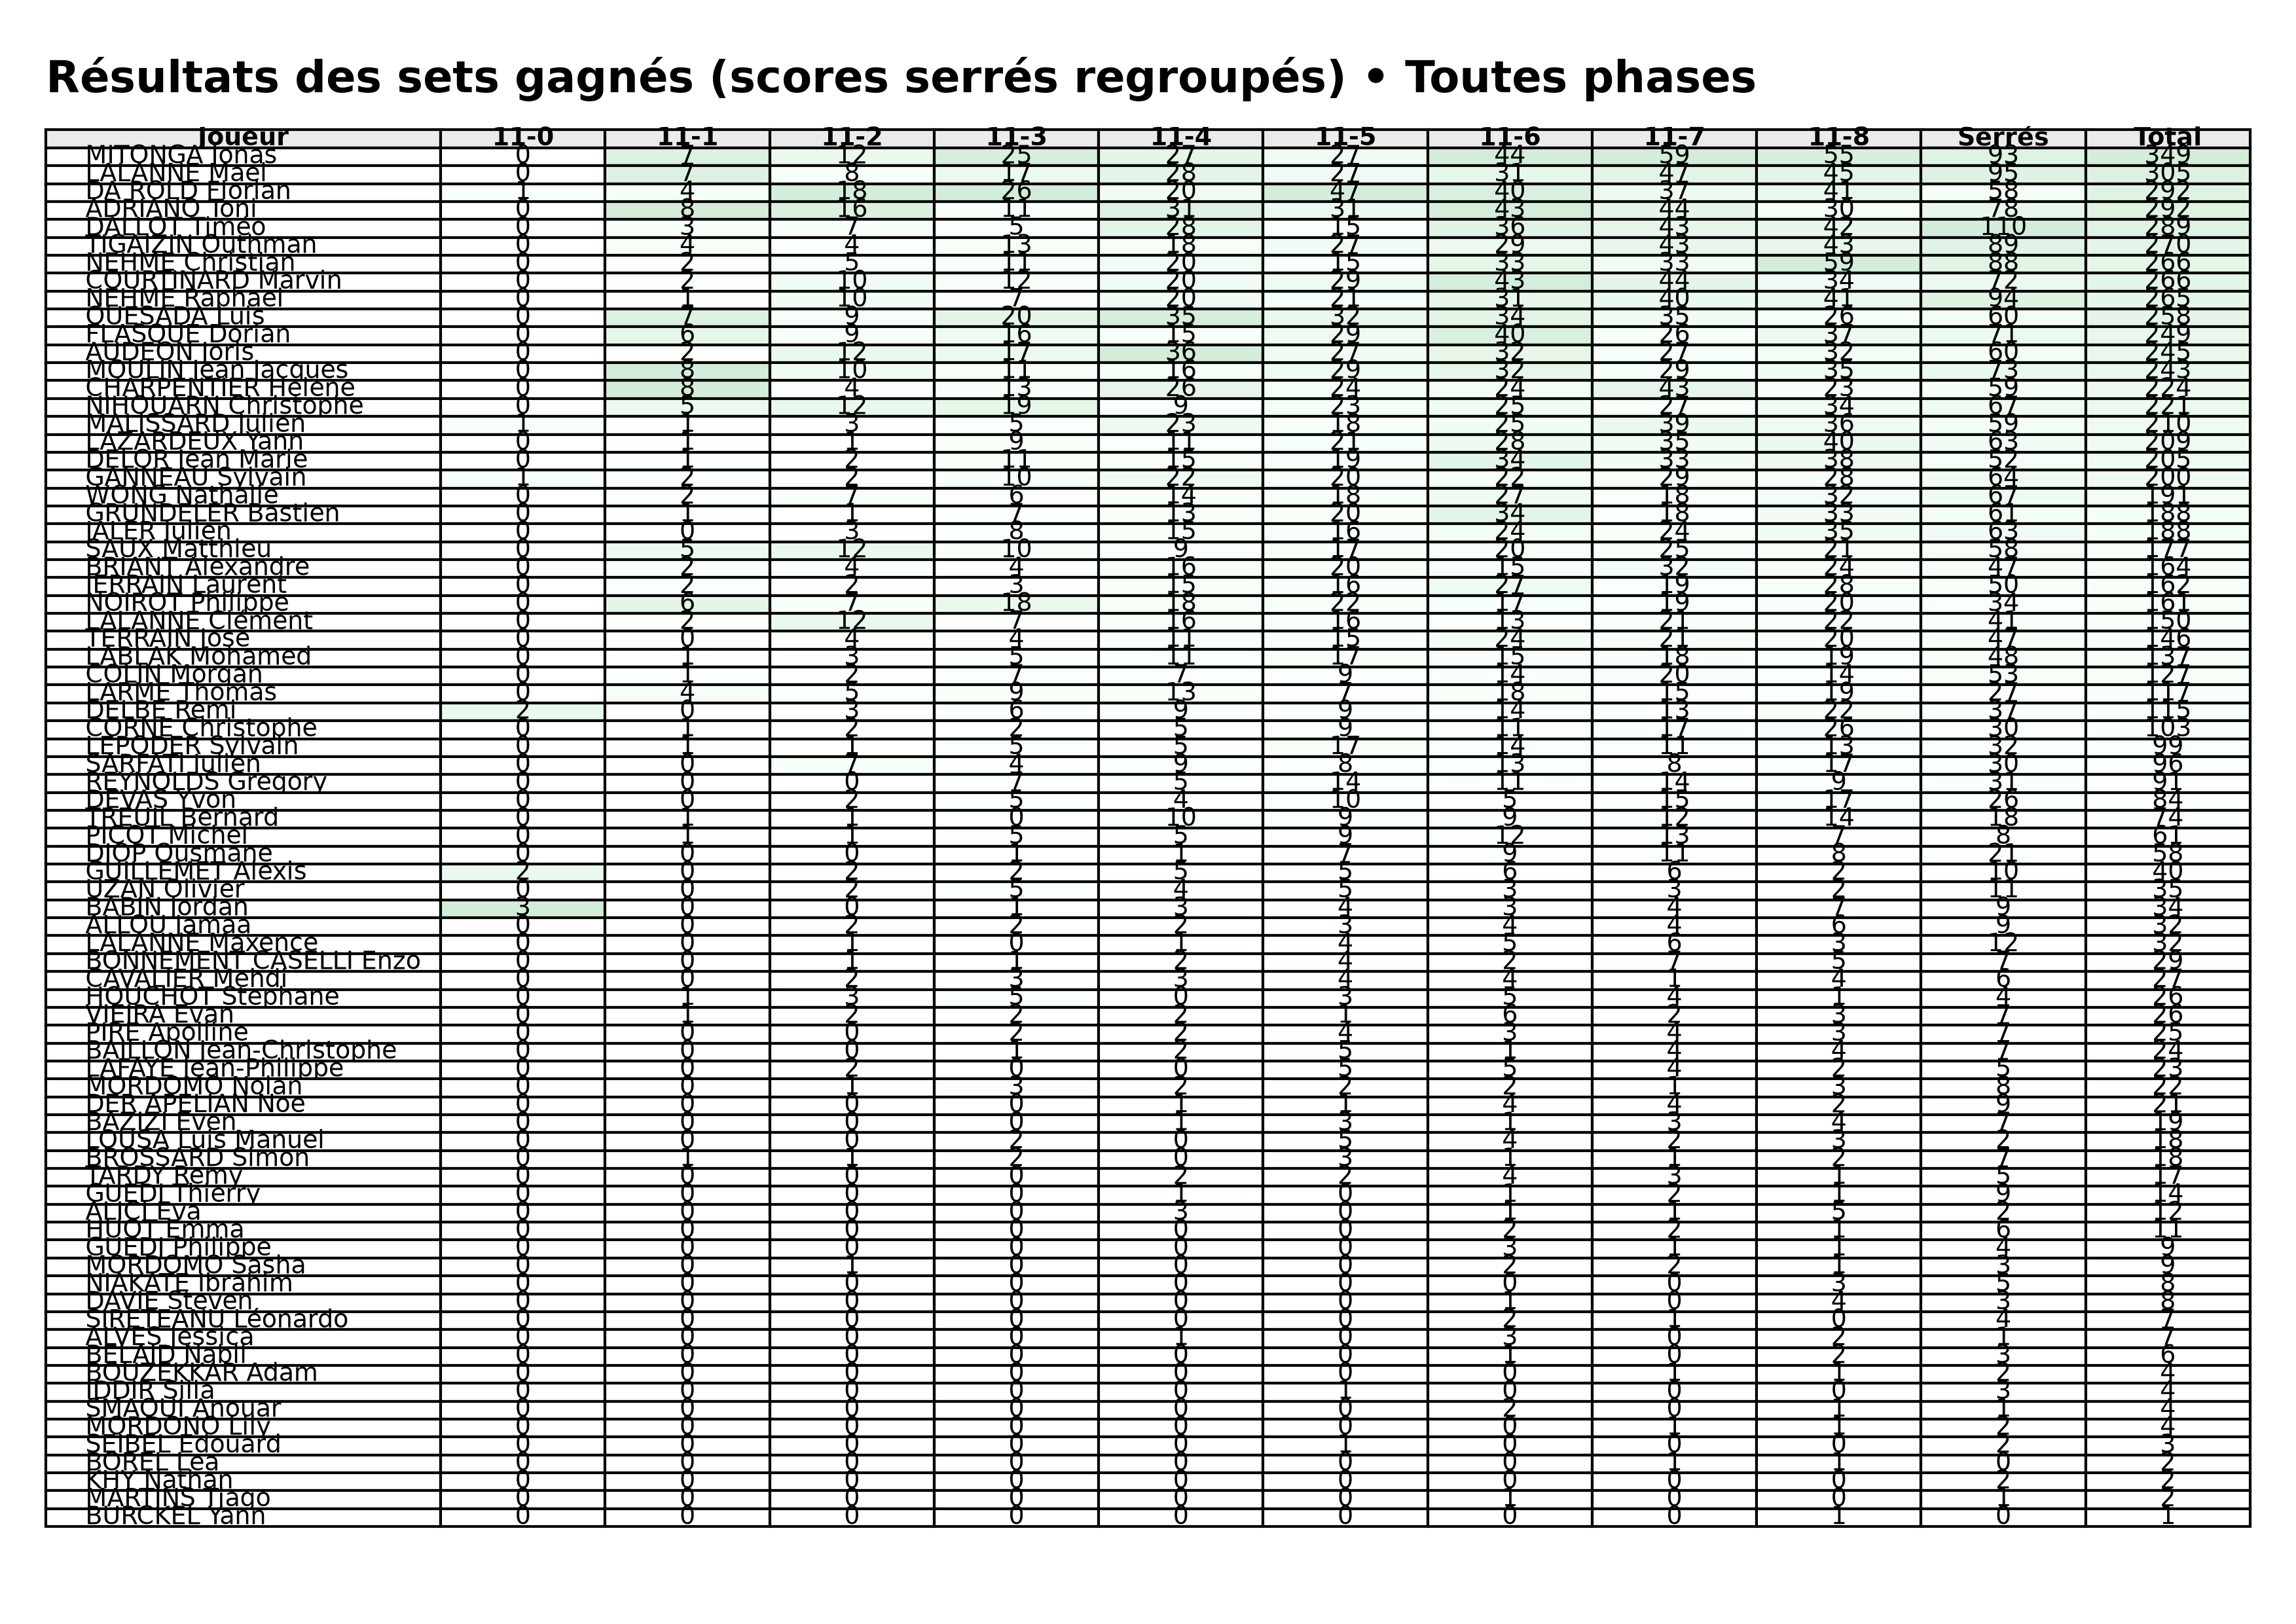 Résultats des sets gagnés (scores serrés regroupés) • Toutes phases
Joueur 11-0 11-1 11-2 11-3 11-4 11-5 11-6 11-7 11-8 Serrés Total
MITONGA Jonas 0 7 12 25 27 27 44 59 55 93 349
LALANNE Maël 0 7 8 17 28 27 31 47 45 95 305
DA ROLD Florian 1 4 18 26 20 47 40 37 41 58 292
ADRIANO Toni 0 8 16 11 31 31 43 44 30 78 292
DALLOT Timéo 0 3 7 5 28 15 36 43 42 110 289
TIGAIZIN Outhman 0 4 4 13 18 27 29 43 43 89 270
NEHME Christian 0 2 5 11 20 15 33 33 59 88 266
COURTINARD Marvin 0 2 10 12 20 29 43 44 34 72 266
NEHME Raphaël 0 1 10 7 20 21 31 40 41 94 265
QUESADA Luis 0 7 9 20 35 32 34 35 26 60 258
FLASQUE Dorian 0 6 9 16 15 29 40 26 37 71 249
AUDEON Joris 0 2 12 17 36 27 32 27 32 60 245
MOULIN Jean Jacques 0 8 10 11 16 29 32 29 35 73 243
CHARPENTIER Hélène 0 8 4 13 26 24 24 43 23 59 224
NIHOUARN Christophe 0 5 12 19 9 23 25 27 34 67 221
MALISSARD Julien 1 1 3 5 23 18 25 39 36 59 210
LAZARDEUX Yann 0 1 1 9 11 21 28 35 40 63 209
DELOR Jean Marie 0 1 2 11 15 19 34 33 38 52 205
GANNEAU Sylvain 1 2 2 10 22 20 22 29 28 64 200
WONG Nathalie 0 2 7 6 14 18 27 18 32 67 191
GRUNDELER Bastien 0 1 1 7 13 20 34 18 33 61 188
JALER Julien 0 0 3 8 15 16 24 24 35 63 188
SAUX Matthieu 0 5 12 10 9 17 20 25 21 58 177
BRIANT Alexandre 0 2 4 4 16 20 15 32 24 47 164
JERRAIN Laurent 0 2 2 3 15 16 27 19 28 50 162
NOIROT Philippe 0 6 7 18 18 22 17 19 20 34 161
LALANNE Clément 0 2 12 7 16 16 13 21 22 41 150
TERRAIN José 0 0 4 4 11 15 24 21 20 47 146
LABLAK Mohamed 0 1 3 5 11 17 15 18 19 48 137
COLIN Morgan 0 1 2 7 7 9 14 20 14 53 127
LARME Thomas 0 4 5 9 13 7 18 15 19 27 117
DELBE Rémi 2 0 3 6 9 9 14 13 22 37 115
CORNE Christophe 0 1 2 2 5 9 11 17 26 30 103
LEPODER Sylvain 0 1 1 5 5 17 14 11 13 32 99
SARFATI Julien 0 0 7 4 9 8 13 8 17 30 96
REYNOLDS Gregory 0 0 0 7 5 14 11 14 9 31 91
DEVAS Yvon 0 0 2 5 4 10 5 15 17 26 84
TREUIL Bernard 0 1 1 0 10 9 9 12 14 18 74
PICOT Michel 0 1 1 5 5 9 12 13 7 8 61
DIOP Ousmane 0 0 0 1 1 7 9 11 8 21 58
GUILLEMET Alexis 2 0 2 2 5 5 6 6 2 10 40
UZAN Olivier 0 0 2 5 4 5 3 3 2 11 35
BABIN Jordan 3 0 0 1 3 4 3 4 7 9 34
ALLOU Jamaa 0 0 2 2 2 3 4 4 6 9 32
LALANNE Maxence 0 0 1 0 1 4 5 6 3 12 32
BONNEMENT CASELLI Enzo 0 0 1 1 2 4 2 7 5 7 29
CAVALIER Mehdi 0 0 2 3 3 4 4 1 4 6 27
HOUCHOT Stéphane 0 1 3 5 0 3 5 4 1 4 26
VIEIRA Evan 0 1 2 2 2 1 6 2 3 7 26
PIRE Apolline 0 0 0 2 2 4 3 4 3 7 25
BAILLON Jean-Christophe 0 0 0 1 2 5 1 4 4 7 24
LAFAYE Jean-Philippe 0 0 2 0 0 5 5 4 2 5 23
MORDOMO Nolan 0 0 1 3 2 2 2 1 3 8 22
DER APELIAN Noé 0 0 0 0 1 1 4 4 2 9 21
BAZIZI Even 0 0 0 0 1 3 1 3 4 7 19
LOUSA Luis Manuel 0 0 0 2 0 5 4 2 3 2 18
BROSSARD Simon 0 1 1 2 0 3 1 1 2 7 18
TARDY Rémy 0 0 0 0 2 2 4 3 1 5 17
GUEDJ Thierry 0 0 0 0 1 0 1 2 1 9 14
ALICI Eva 0 0 0 0 3 0 1 1 5 2 12
HUOT Emma 0 0 0 0 0 0 2 2 1 6 11
GUEDJ Philippe 0 0 0 0 0 0 3 1 1 4 9
MORDOMO Sasha 0 0 1 0 0 0 2 2 1 3 9
NIAKATE Ibrahim 0 0 0 0 0 0 0 0 3 5 8
DAVIE Steven 0 0 0 0 0 0 1 0 4 3 8
SIRETEANU Léonardo 0 0 0 0 0 0 2 1 0 4 7
ALVES Jessica 0 0 0 0 1 0 3 0 2 1 7
BELAID Nabil 0 0 0 0 0 0 1 0 2 3 6
BOUZEKKAR Adam 0 0 0 0 0 0 0 1 1 2 4
IDDIR Silia 0 0 0 0 0 1 0 0 0 3 4
SMAOUI Anouar 0 0 0 0 0 0 2 0 1 1 4
MORDONO Lily 0 0 0 0 0 0 0 1 1 2 4
SEIBEL Edouard 0 0 0 0 0 1 0 0 0 2 3
BOREL Léa 0 0 0 0 0 0 0 1 1 0 2
KHY Nathan 0 0 0 0 0 0 0 0 0 2 2
MARTINS Tiago 0 0 0 0 0 0 1 0 0 1 2
BURCKEL Yann 0 0 0 0 0 0 0 0 1 0 1